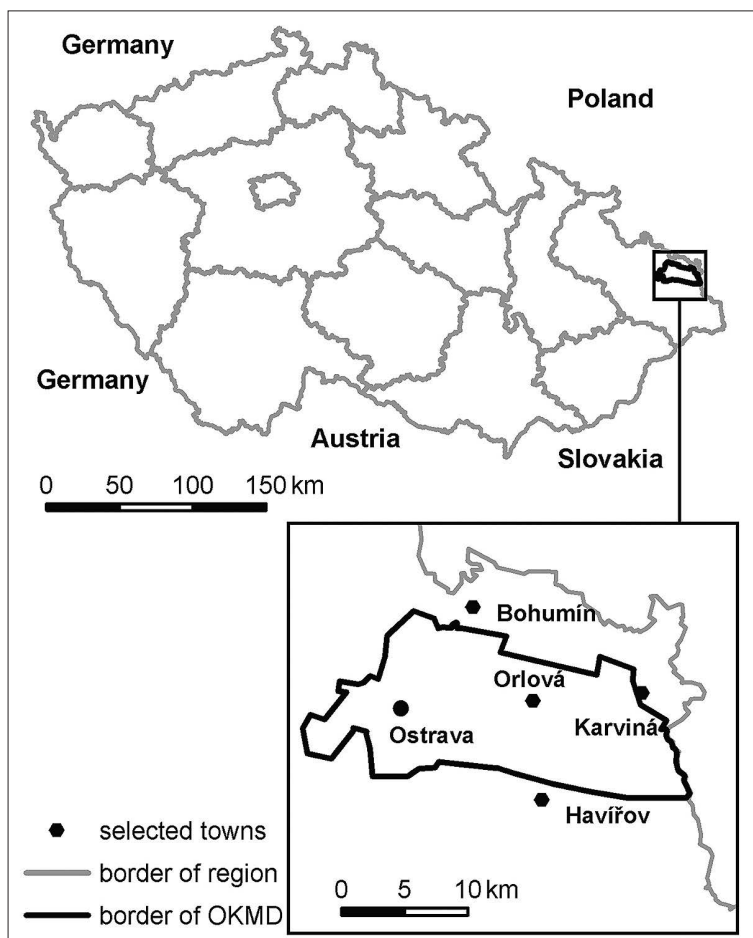 Germany
Poland
Germany
Austria
Slovakia
0 50 100 150 km
Bohumín
Orlová
Karviná
Ostrava
Havířov
selected towns
border of region
border of OKMD
0 5 10 km